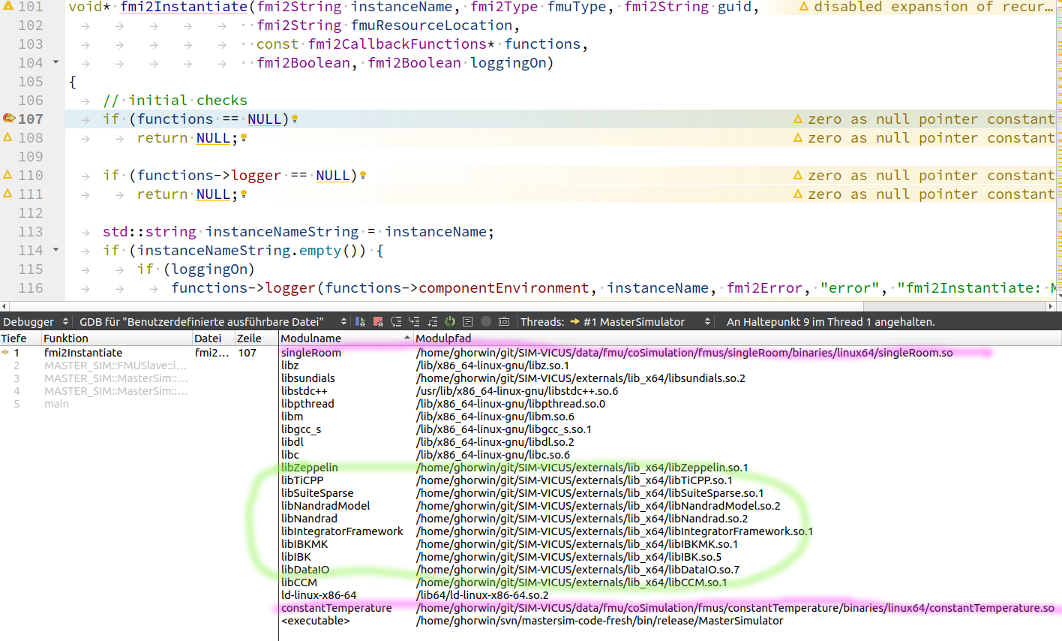 101 void* fmi2Instantiate(fmi2String instanceName, fmi2Type fmuType, fmi2String guid, disabled expansion of recur…
102 fmi2String fmuResourceLocation,
103 const fmi2CallbackFunctions* functions,
104 fmi2Boolean, fmi2Boolean loggingOn)
105 {
106 // initial checks
107 if (functions == NULL) zero as null pointer constant
108 return NULL; zero as null pointer constant
109
110 if (functions->logger == NULL) zero as null pointer constant
111 return NULL; zero as null pointer constant
112
113 std::string instanceNameString = instanceName;
114 if (instanceNameString.empty()) {
115 if (loggingOn)
116 functions->logger(functions->componentEnvironment, instanceName, fmi2Error, "error", "fmi2Instantiate: M
Debugger GDB für "Benutzerdefinierte ausführbare Datei" Threads: #1 MasterSimulator An Haltepunkt 9 im Thread 1 angehalten.
Tiefe Funktion Datei Zeile Modulname Modulpfad
1 fmi2Instantiate fmi2... 107 singleRoom /home/ghorwin/git/SIM-VICUS/data/fmu/coSimulation/fmus/singleRoom/binaries/linux64/singleRoom.so
2 MASTER_SIM::FMUSlave::i... libz /lib/x86_64-linux-gnu/libz.so.1
3 MASTER_SIM::MasterSim::... libsundials /home/ghorwin/git/SIM-VICUS/externals/lib_x64/libsundials.so.2
4 MASTER_SIM::MasterSim::... libstdc++ /usr/lib/x86_64-linux-gnu/libstdc++.so.6
5 main libpthread /lib/x86_64-linux-gnu/libpthread.so.0
libm /lib/x86_64-linux-gnu/libm.so.6
libgcc_s /lib/x86_64-linux-gnu/libgcc_s.so.1
libdl /lib/x86_64-linux-gnu/libdl.so.2
libc /lib/x86_64-linux-gnu/libc.so.6
libZeppelin /home/ghorwin/git/SIM-VICUS/externals/lib_x64/libZeppelin.so.1
libTiCPP /home/ghorwin/git/SIM-VICUS/externals/lib_x64/libTiCPP.so.1
libSuiteSparse /home/ghorwin/git/SIM-VICUS/externals/lib_x64/libSuiteSparse.so.1
libNandradModel /home/ghorwin/git/SIM-VICUS/externals/lib_x64/libNandradModel.so.2
libNandrad /home/ghorwin/git/SIM-VICUS/externals/lib_x64/libNandrad.so.2
libIntegratorFramework /home/ghorwin/git/SIM-VICUS/externals/lib_x64/libIntegratorFramework.so.1
libIBKMK /home/ghorwin/git/SIM-VICUS/externals/lib_x64/libIBKMK.so.1
libIBK /home/ghorwin/git/SIM-VICUS/externals/lib_x64/libIBK.so.5
libDataIO /home/ghorwin/git/SIM-VICUS/externals/lib_x64/libDataIO.so.7
libCCM /home/ghorwin/git/SIM-VICUS/externals/lib_x64/libCCM.so.1
ld-linux-x86-64 /lib64/ld-linux-x86-64.so.2
constantTemperature /home/ghorwin/git/SIM-VICUS/data/fmu/coSimulation/fmus/constantTemperature/binaries/linux64/constantTemperature.so
<executable> /home/ghorwin/svn/mastersim-code-fresh/bin/release/MasterSimulator